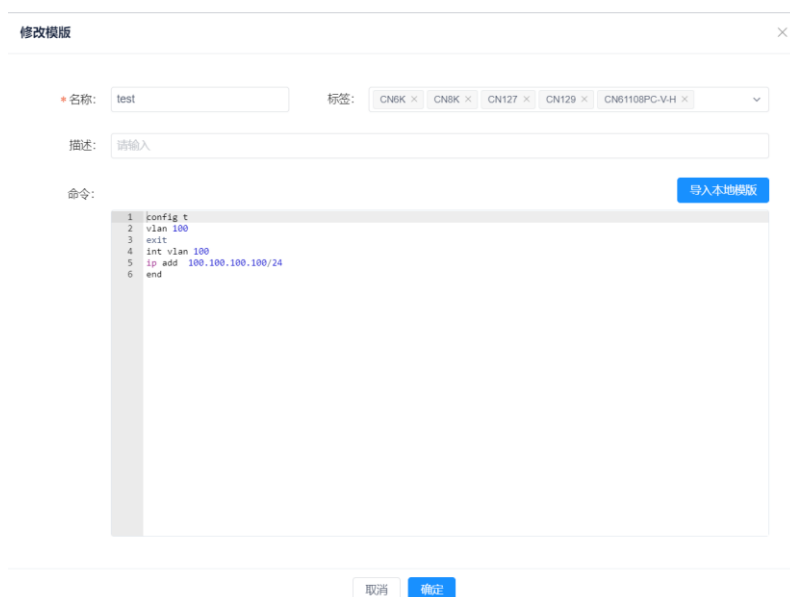 修改模版
* 名称: test 标签: CN6K × CN8K × CN127 × CN129 × CN61108PC-V-H ×
描述: 请输入
命令: 导入本地模版
1 config t
2 vlan 100
3 exit
4 int vlan 100
5 ip add  100.100.100.100/24
6 end
取消 确定